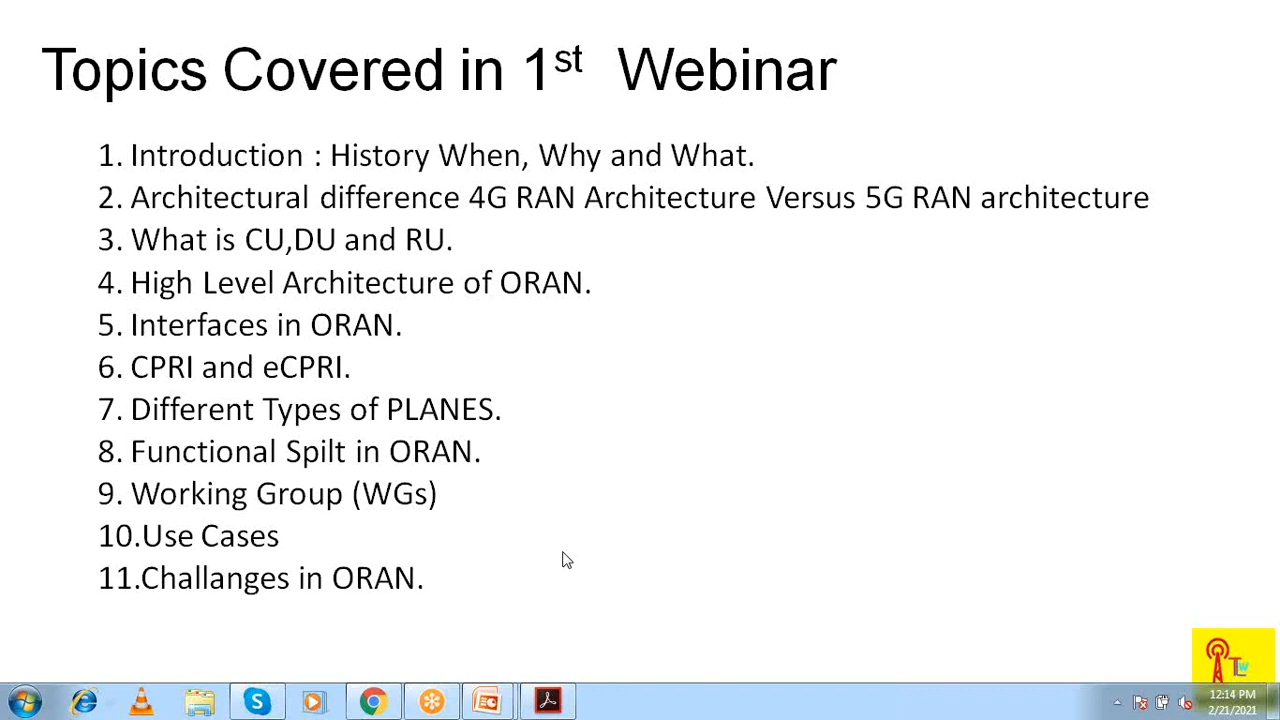 Topics Covered in 1st Webinar
1. Introduction : History When, Why and What.
2. Architectural difference 4G RAN Architecture Versus 5G RAN architecture
3. What is CU,DU and RU.
4. High Level Architecture of ORAN.
5. Interfaces in ORAN.
6. CPRI and eCPRI.
7. Different Types of PLANES.
8. Functional Spilt in ORAN.
9. Working Group (WGs)
10.Use Cases
11.Challanges in ORAN.
TLW
12:14 PM
2/21/2021